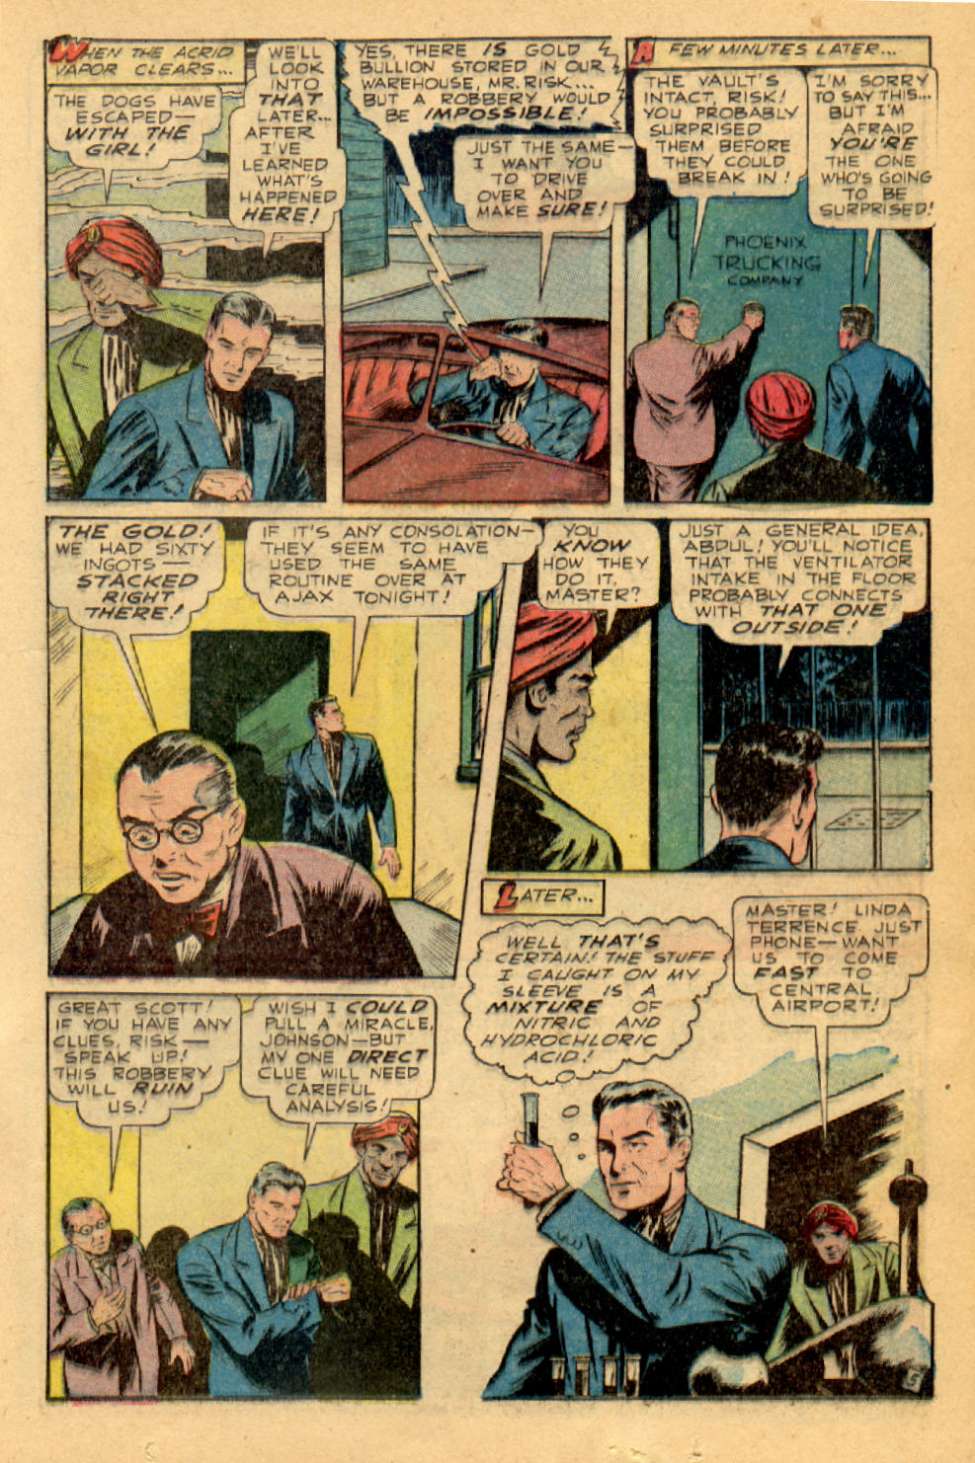 WHEN THE ACRID
VAPOR CLEARS...
THE DOGS HAVE
ESCAPED—
WITH THE
GIRL!
WE'LL
LOOK
INTO
THAT
LATER...
AFTER
I'VE
LEARNED
WHAT'S
HAPPENED
HERE!
YES, THERE IS GOLD
BULLION STORED IN OUR
WAREHOUSE, MR. RISK...
BUT A ROBBERY WOULD
BE IMPOSSIBLE!
JUST THE SAME—
I WANT YOU
TO DRIVE
OVER AND
MAKE SURE!
A FEW MINUTES LATER...
THE VAULT'S
INTACT, RISK!
YOU PROBABLY
SURPRISED
THEM BEFORE
THEY COULD
BREAK IN!
I'M SORRY
TO SAY THIS...
BUT I'M
AFRAID
YOU'RE
THE ONE
WHO'S GOING
TO BE
SURPRISED!
PHOENIX
TRUCKING
COMPANY
THE GOLD!
WE HAD SIXTY
INGOTS—
STACKED
RIGHT
THERE!
IF IT'S ANY CONSOLATION—
THEY SEEM TO HAVE
USED THE SAME
ROUTINE OVER AT
AJAX TONIGHT!
YOU
KNOW
HOW THEY
DO IT,
MASTER?
JUST A GENERAL IDEA,
ABDUL! YOU'LL NOTICE
THAT THE VENTILATOR
INTAKE IN THE FLOOR
PROBABLY CONNECTS
WITH THAT ONE
OUTSIDE!
GREAT SCOTT!
IF YOU HAVE ANY
CLUES, RISK—
SPEAK UP!
THIS ROBBERY
WILL RUIN
US!
WISH I COULD
PULL A MIRACLE,
JOHNSON—BUT
MY ONE DIRECT
CLUE WILL NEED
CAREFUL
ANALYSIS!
LATER...
WELL THAT'S
CERTAIN! THE STUFF
I CAUGHT ON MY
SLEEVE IS A
MIXTURE OF
NITRIC AND
HYDROCHLORIC
ACID!
MASTER! LINDA
TERRENCE JUST
PHONE—WANT
US TO COME
FAST TO
CENTRAL
AIRPORT!
5